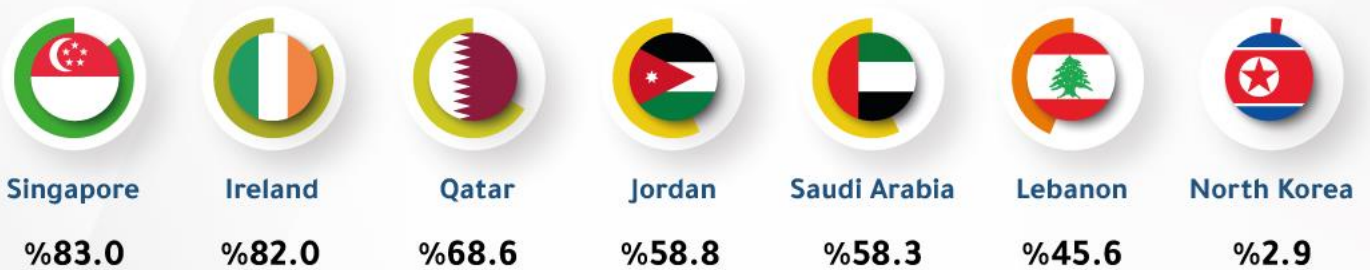 Singapore Ireland Qatar Jordan Saudi Arabia Lebanon North Korea
%83.0 %82.0 %68.6 %58.8 %58.3 %45.6 %2.9